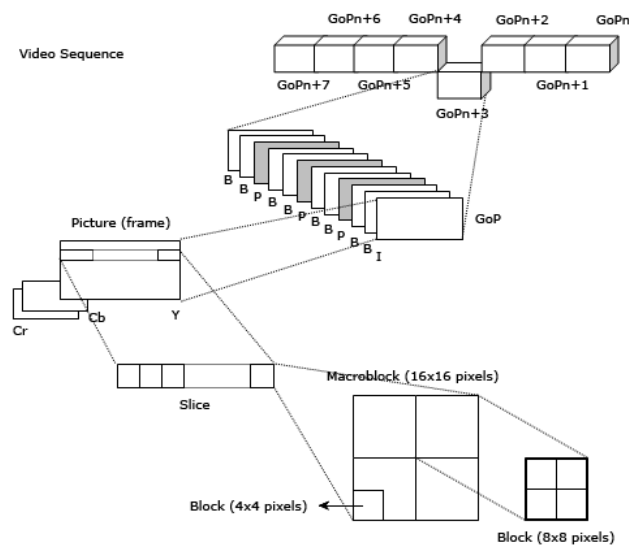 GoPn+6
GoPn+4
GoPn+2
GoPn
Video Sequence
GoPn+7
GoPn+5
GoPn+3
GoPn+1
B
B
P
B
B
P
B
B
P
B
B
I
GoP
Picture (frame)
Cr
Cb
Y
Slice
Macroblock (16x16 pixels)
Block (4x4 pixels)
Block (8x8 pixels)